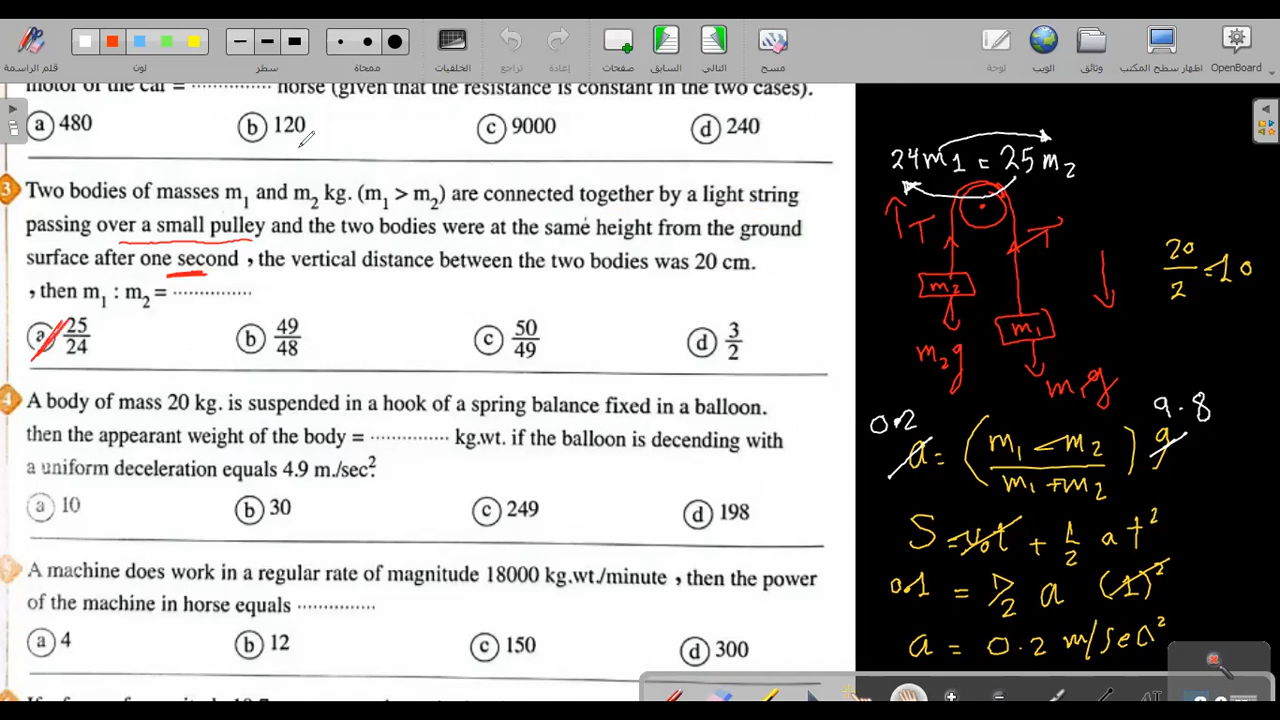 قلم الراسمة
لون
سطر
ممحاة
الخلفيات
تراجع
إعادة
صفحات
السابق
التالي
مسح
لوحة
الويب
وثائق
اظهار سطح المكتب
OpenBoard
motor of the car = ·············· horse (given that the resistance is constant in the two cases).
a 480 b 120 c 9000 d 240
3 Two bodies of masses m₁ and m₂ kg. (m₁ > m₂) are connected together by a light string
passing over a small pulley and the two bodies were at the same height from the ground
surface after one second , the vertical distance between the two bodies was 20 cm.
, then m₁ : m₂ = ··············
a 25/24 b 49/48 c 50/49 d 3/2
4 A body of mass 20 kg. is suspended in a hook of a spring balance fixed in a balloon.
then the appearant weight of the body = ·············· kg.wt. if the balloon is decending with
a uniform deceleration equals 4.9 m./sec².
a 10 b 30 c 249 d 198
A machine does work in a regular rate of magnitude 18000 kg.wt./minute , then the power
of the machine in horse equals ··············
a 4 b 12 c 150 d 300
24m1 = 25m2
T T
20/2 = 10
m2
m1
m2g
m1g
0.2 9.8
a = (m1 - m2 / m1 + m2) g
S = v₀t + 1/2 a t²
0.1 = 1/2 a (1)²
a = 0.2 m/sec²